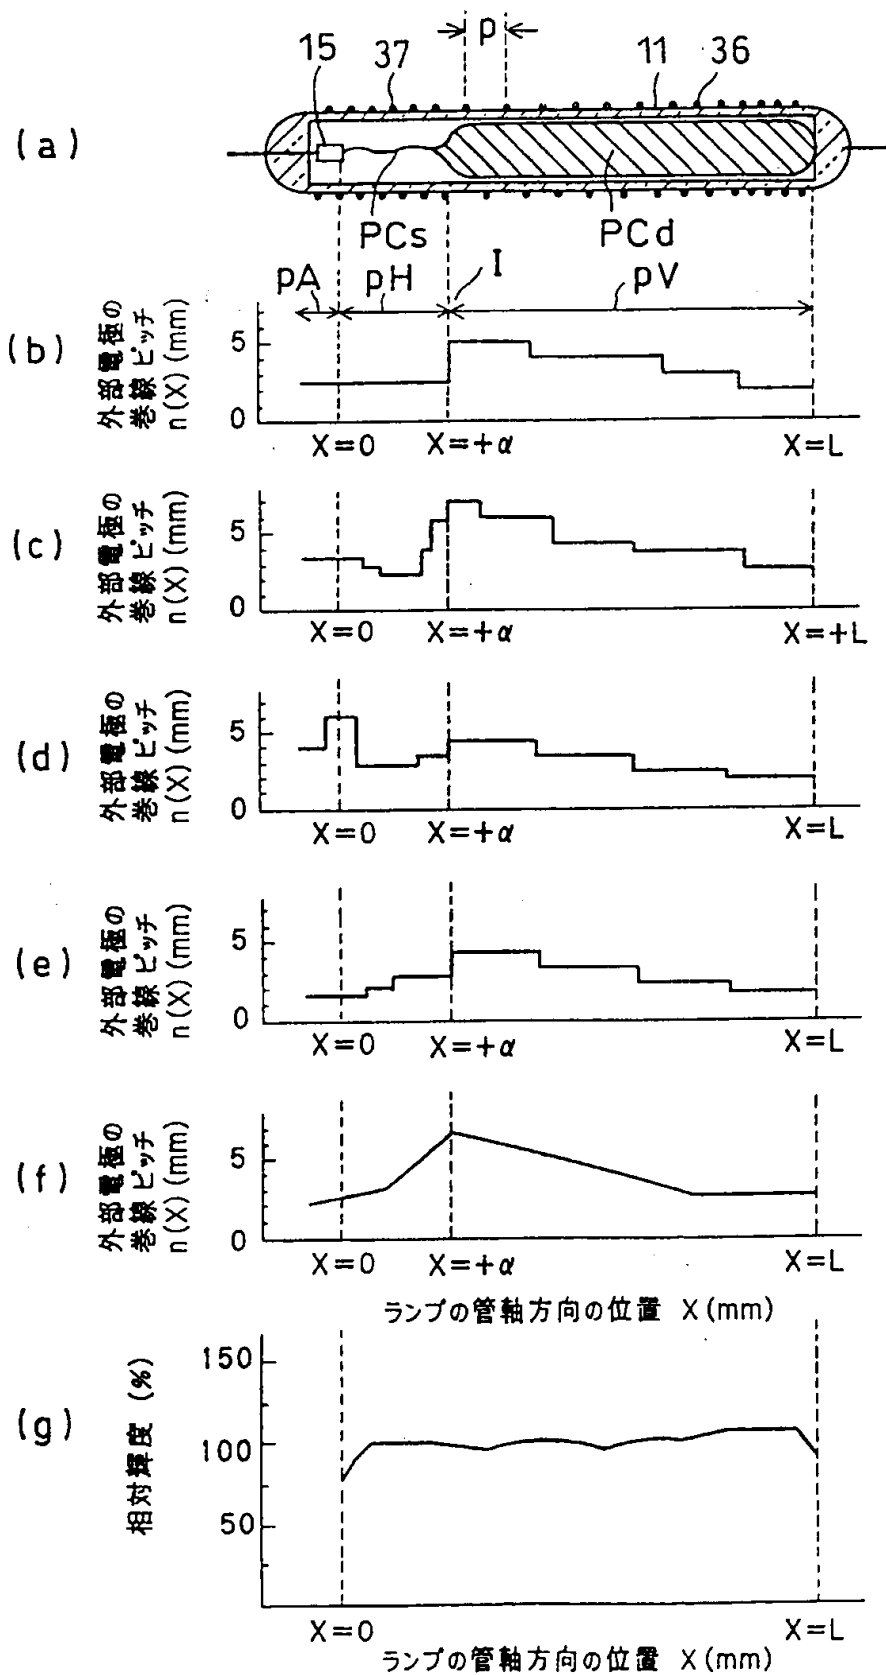 p
15
37
11
36
(a)
PCs
PCd
I
pA
pH
pV
(b)
外部電極の
巻線ピッチ
n(X)(mm)
5
0
X=0
X=+α
X=L
(c)
外部電極の
巻線ピッチ
n(X)(mm)
5
0
X=0
X=+α
X=+L
(d)
外部電極の
巻線ピッチ
n(X)(mm)
5
0
X=0
X=+α
X=L
(e)
外部電極の
巻線ピッチ
n(X)(mm)
5
0
X=0
X=+α
X=L
(f)
外部電極の
巻線ピッチ
n(X)(mm)
5
0
X=0
X=+α
X=L
ランプの管軸方向の位置 X(mm)
(g)
相対輝度 (%)
150
100
50
X=0
X=L
ランプの管軸方向の位置 X(mm)